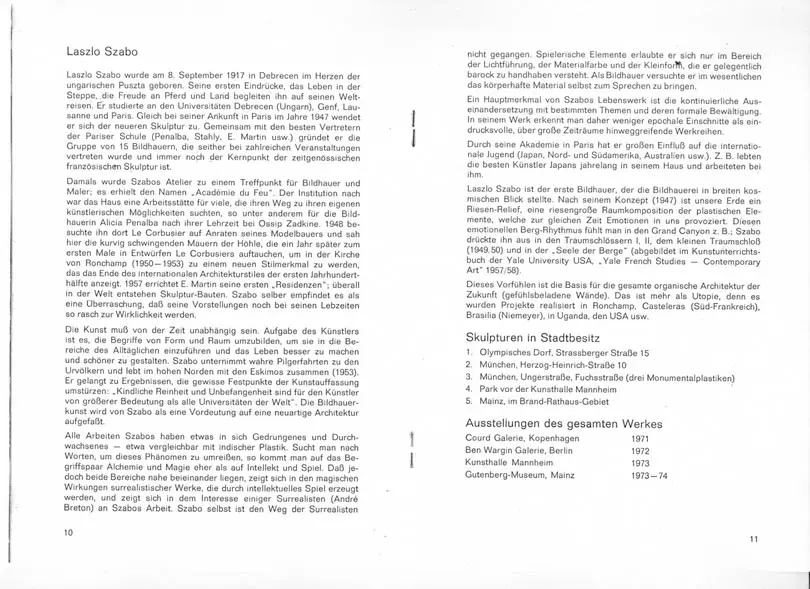 Laszlo Szabo
Laszlo Szabo wurde am 8. September 1917 in Debrecen im Herzen der
ungarischen Puszta geboren. Seine ersten Eindrücke, das Leben in der
Steppe, die Freude an Pferd und Land begleiten ihn auf seinen Welt-
reisen. Er studierte an den Universitäten Debrecen (Ungarn), Genf, Lau-
sanne und Paris. Gleich bei seiner Ankunft in Paris im Jahre 1947 wendet
er sich der neueren Skulptur zu. Gemeinsam mit den besten Vertretern
der Pariser Schule (Penalba, Stahly, E. Martin usw.) gründet er die
Gruppe von 15 Bildhauern, die seither bei zahlreichen Veranstaltungen
vertreten wurde und immer noch der Kernpunkt der zeitgenössischen
französischen Skulptur ist.
Damals wurde Szabos Atelier zu einem Treffpunkt für Bildhauer und
Maler; es erhielt den Namen „Académie du Feu". Der Institution nach
war das Haus eine Arbeitsstätte für viele, die ihren Weg zu ihren eigenen
künstlerischen Möglichkeiten suchten, so unter anderem für die Bild-
hauerin Alicia Penalba nach ihrer Lehrzeit bei Ossip Zadkine. 1948 be-
suchte ihn dort Le Corbusier auf Anraten seines Modelbauers und sah
hier die kurvig schwingenden Mauern der Höhle, die ein Jahr später zum
ersten Male in Entwürfen Le Corbusiers auftauchen, um in der Kirche
von Ronchamp (1950—1953) zu einem neuen Stilmerkmal zu werden,
das das Ende des internationalen Architekturstiles der ersten Jahrhundert-
hälfte anzeigt. 1957 errichtet E. Martin seine ersten „Residenzen"; überall
in der Welt entstehen Skulptur-Bauten. Szabo selber empfindet es als
eine Überraschung, daß seine Vorstellungen noch bei seinen Lebzeiten
so rasch zur Wirklichkeit werden.
Die Kunst muß von der Zeit unabhängig sein. Aufgabe des Künstlers
ist es, die Begriffe von Form und Raum umzubilden, um sie in die Be-
reiche des Alltäglichen einzuführen und das Leben besser zu machen
und schöner zu gestalten. Szabo unternimmt wahre Pilgerfahrten zu den
Urvölkern und lebt im hohen Norden mit den Eskimos zusammen (1953).
Er gelangt zu Ergebnissen, die gewisse Festpunkte der Kunstauffassung
umstürzen: „Kindliche Reinheit und Unbefangenheit sind für den Künstler
von größerer Bedeutung als alle Universitäten der Welt". Die Bildhauer-
kunst wird von Szabo als eine Vordeutung auf eine neuartige Architektur
aufgefaßt.
Alle Arbeiten Szabos haben etwas in sich Gedrungenes und Durch-
wachsenes — etwa vergleichbar mit indischer Plastik. Sucht man nach
Worten, um dieses Phänomen zu umreißen, so kommt man auf das Be-
griffspaar Alchemie und Magie eher als auf Intellekt und Spiel. Daß je-
doch beide Bereiche nahe beieinander liegen, zeigt sich in den magischen
Wirkungen surrealistischer Werke, die durch intellektuelles Spiel erzeugt
werden, und zeigt sich in dem Interesse einiger Surrealisten (André
Breton) an Szabos Arbeit. Szabo selbst ist den Weg der Surrealisten
10
nicht gegangen. Spielerische Elemente erlaubte er sich nur im Bereich
der Lichtführung, der Materialfarbe und der Kleinform, die er gelegentlich
barock zu handhaben versteht. Als Bildhauer versuchte er im wesentlichen
das körperhafte Material selbst zum Sprechen zu bringen.
Ein Hauptmerkmal von Szabos Lebenswerk ist die kontinuierliche Aus-
einandersetzung mit bestimmten Themen und deren formale Bewältigung.
In seinem Werk erkennt man daher weniger epochale Einschnitte als ein-
drucksvolle, über große Zeiträume hinweggreifende Werkreihen.
Durch seine Akademie in Paris hat er großen Einfluß auf die internatio-
nale Jugend (Japan, Nord- und Südamerika, Australien usw.). Z. B. lebten
die besten Künstler Japans jahrelang in seinem Haus und arbeiteten bei
ihm.
Laszlo Szabo ist der erste Bildhauer, der die Bildhauerei in breiten kos-
mischen Blick stellte. Nach seinem Konzept (1947) ist unsere Erde ein
Riesen-Relief, eine riesengroße Raumkomposition der plastischen Ele-
mente, welche zur gleichen Zeit Emotionen in uns provoziert. Diesen
emotionellen Berg-Rhythmus fühlt man in den Grand Canyon z. B.; Szabo
drückte ihn aus in den Traumschlössern I, II, dem kleinen Traumschloß
(1949.50) und in der „Seele der Berge" (abgebildet im Kunstunterrichts-
buch der Yale University USA, „Yale French Studies — Contemporary
Art" 1957/58).
Dieses Vorfühlen ist die Basis für die gesamte organische Architektur der
Zukunft (gefühlsbeladene Wände). Das ist mehr als Utopie, denn es
wurden Projekte realisiert in Ronchamp, Casteleras (Süd-Frankreich),
Brasilia (Niemeyer), in Uganda, den USA usw.
Skulpturen in Stadtbesitz
1. Olympisches Dorf, Strassberger Straße 15
2. München, Herzog-Heinrich-Straße 10
3. München, Ungerstraße, Fuchsstraße (drei Monumentalplastiken)
4. Park vor der Kunsthalle Mannheim
5. Mainz, im Brand-Rathaus-Gebiet
Ausstellungen des gesamten Werkes
Courd Galerie, Kopenhagen 1971
Ben Wargin Galerie, Berlin 1972
Kunsthalle Mannheim 1973
Gutenberg-Museum, Mainz 1973—74
11